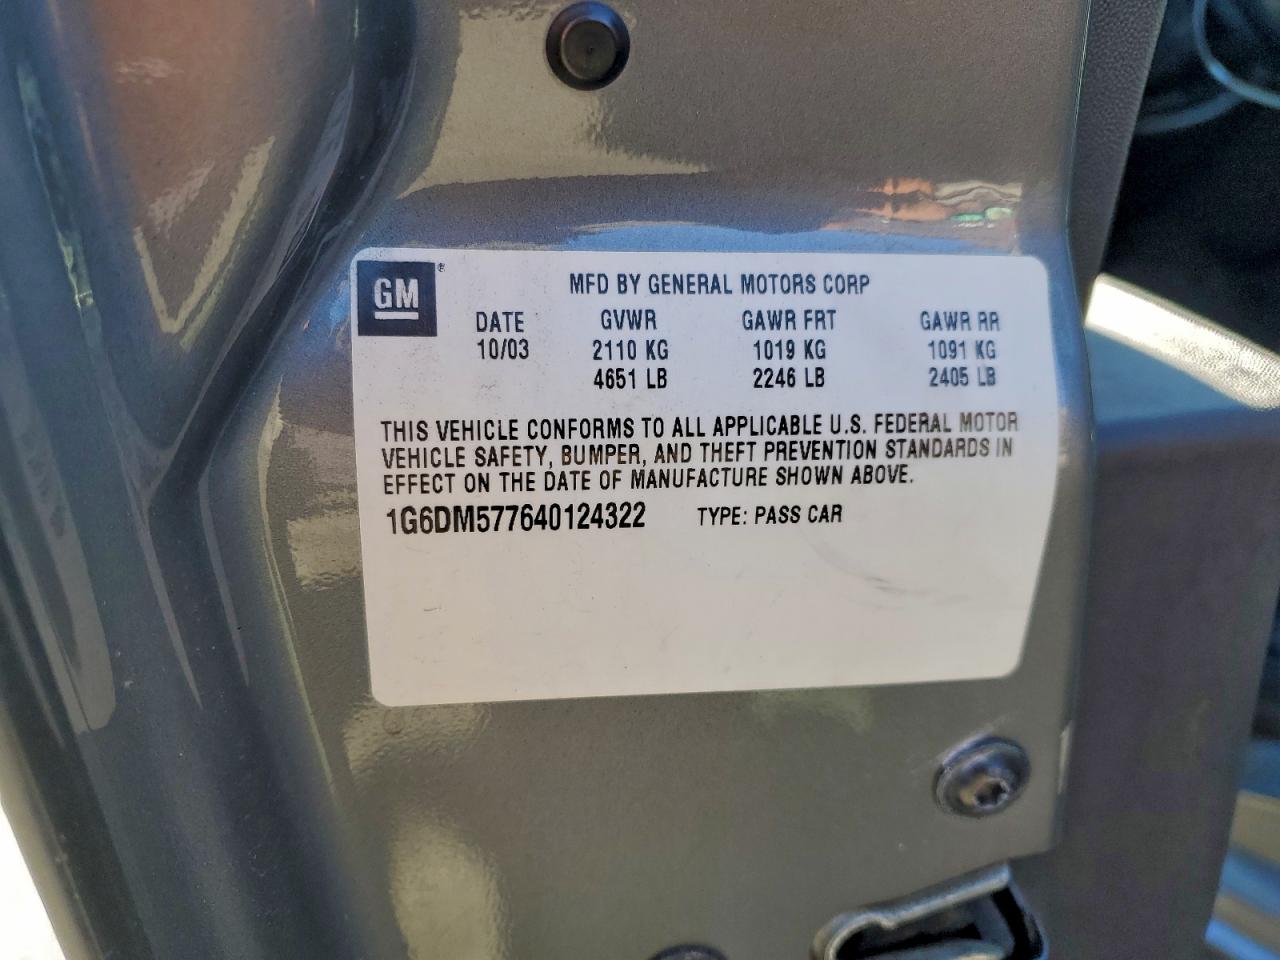 GM®
MFD BY GENERAL MOTORS CORP
DATE GVWR GAWR FRT GAWR RR
10/03 2110 KG 1019 KG 1091 KG
4651 LB 2246 LB 2405 LB
THIS VEHICLE CONFORMS TO ALL APPLICABLE U.S. FEDERAL MOTOR
VEHICLE SAFETY, BUMPER, AND THEFT PREVENTION STANDARDS IN
EFFECT ON THE DATE OF MANUFACTURE SHOWN ABOVE.
1G6DM577640124322 TYPE: PASS CAR